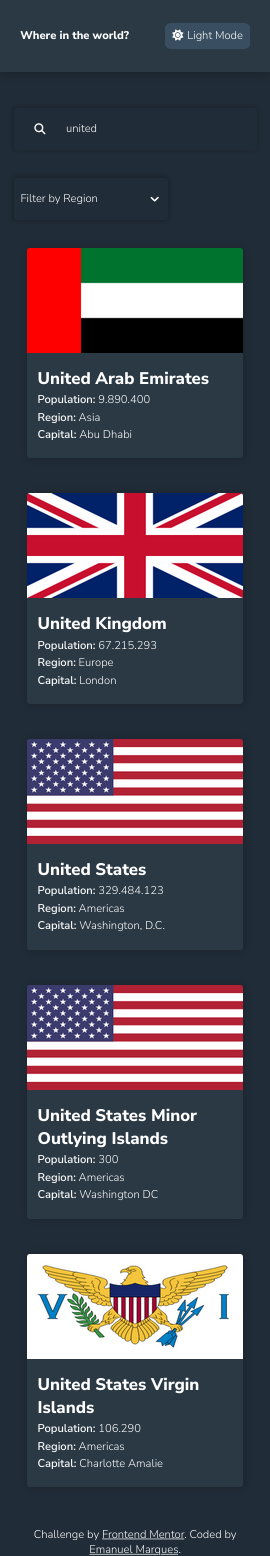 Where in the world?
Light Mode
united
Filter by Region
United Arab Emirates
Population: 9.890.400
Region: Asia
Capital: Abu Dhabi
United Kingdom
Population: 67.215.293
Region: Europe
Capital: London
United States
Population: 329.484.123
Region: Americas
Capital: Washington, D.C.
United States Minor
Outlying Islands
Population: 300
Region: Americas
Capital: Washington DC
V I
United States Virgin
Islands
Population: 106.290
Region: Americas
Capital: Charlotte Amalie
Challenge by Frontend Mentor. Coded by
Emanuel Marques.